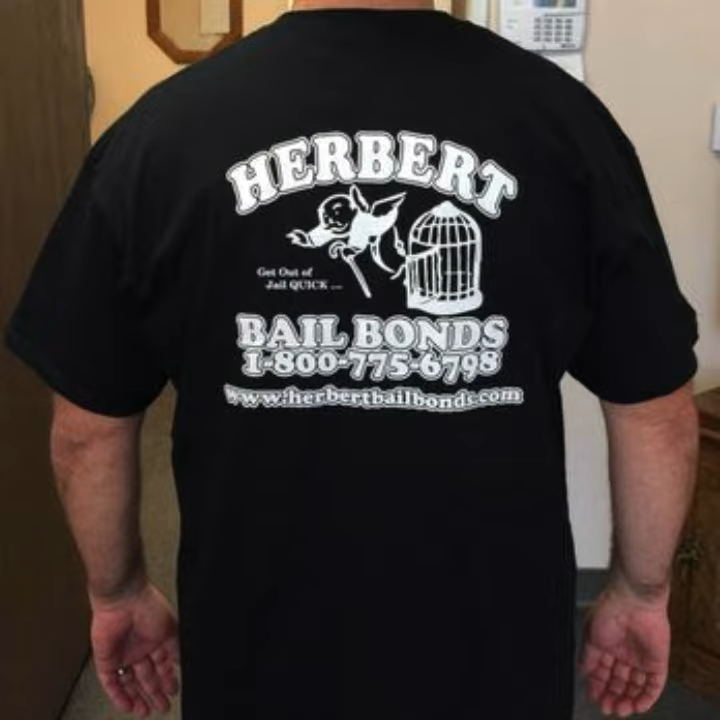 HERBERT
Get Out of
Jail QUICK ....
BAIL BONDS
1-800-775-6798
www.herbertbailbonds.com